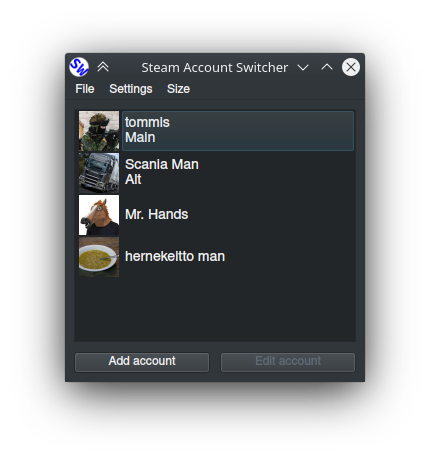 SW
Steam Account Switcher
File Settings Size
tommis
Main
Scania Man
Alt
Mr. Hands
hernekeitto man
Add account Edit account